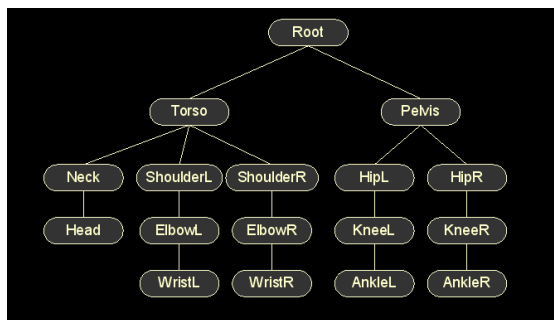 Root
Torso Pelvis
Neck ShoulderL ShoulderR HipL HipR
Head ElbowL ElbowR KneeL KneeR
WristL WristR AnkleL AnkleR